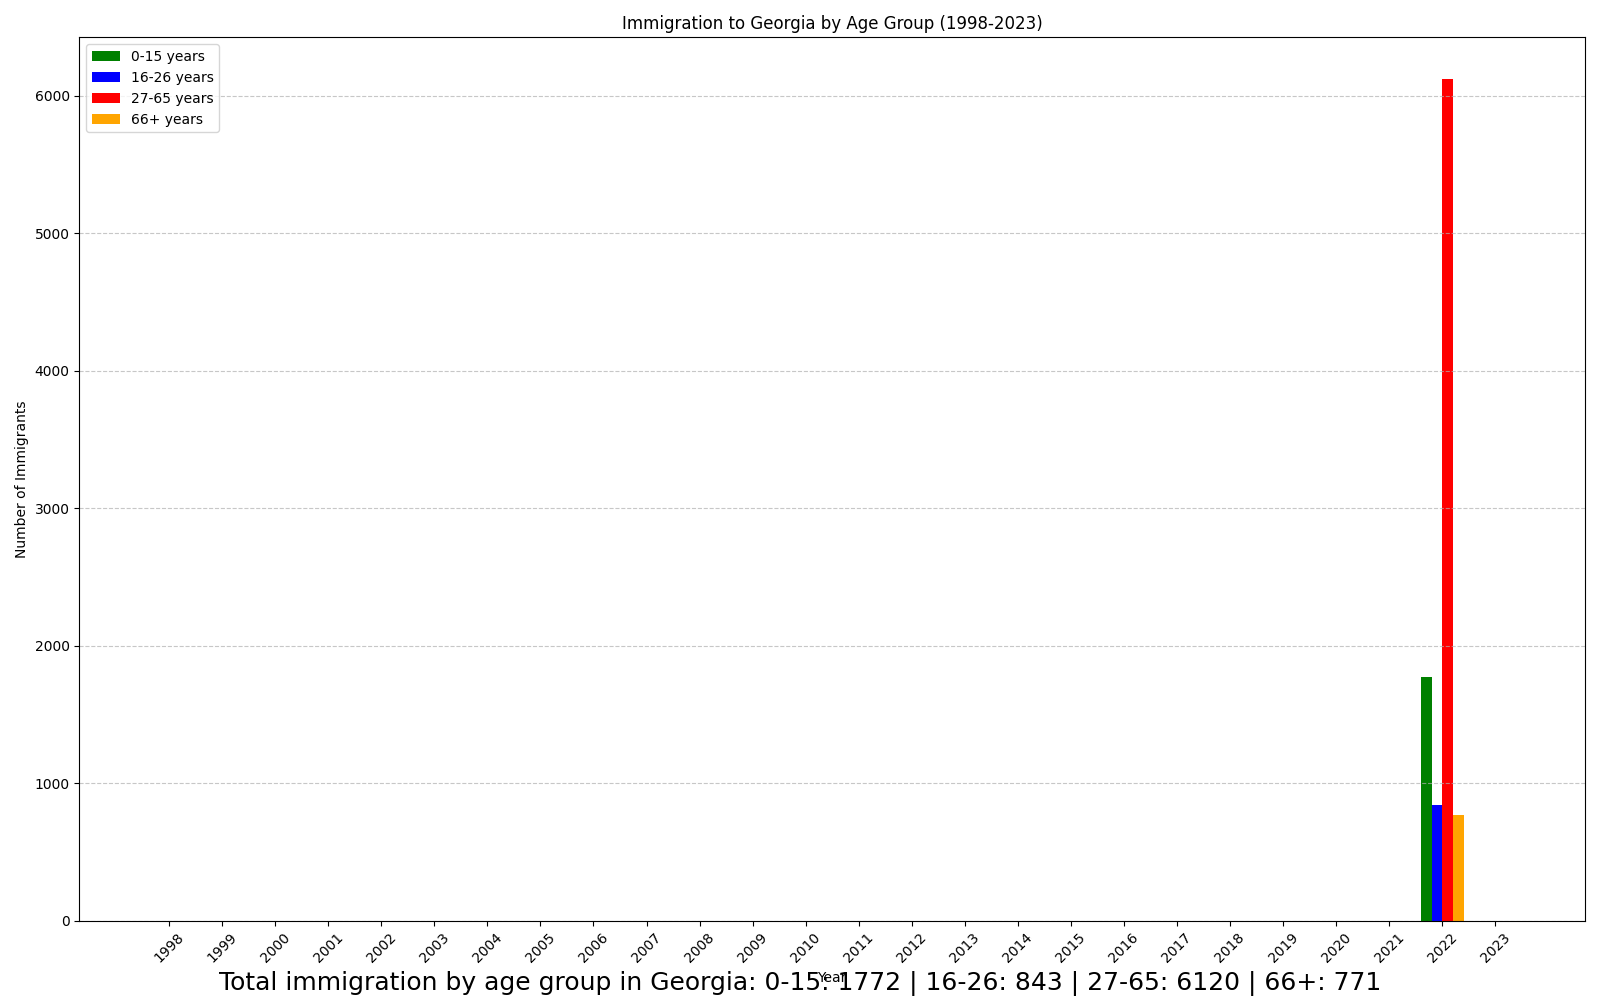 Immigration to Georgia by Age Group (1998-2023)
0-15 years
16-26 years
27-65 years
66+ years
6000
5000
4000
3000
2000
1000
0
Number of Immigrants
1998 1999 2000 2001 2002 2003 2004 2005 2006 2007 2008 2009 2010 2011 2012 2013 2014 2015 2016 2017 2018 2019 2020 2021 2022 2023
Year
Total immigration by age group in Georgia: 0-15: 1772 | 16-26: 843 | 27-65: 6120 | 66+: 771